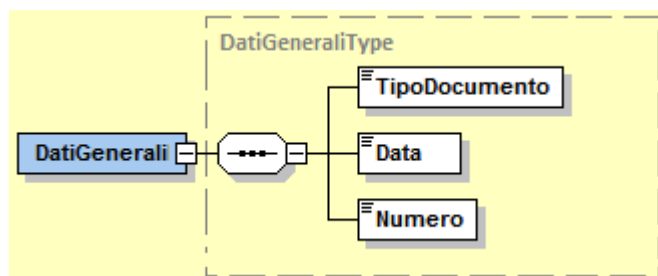 DatiGeneraliType
TipoDocumento
DatiGenerali
Data
Numero